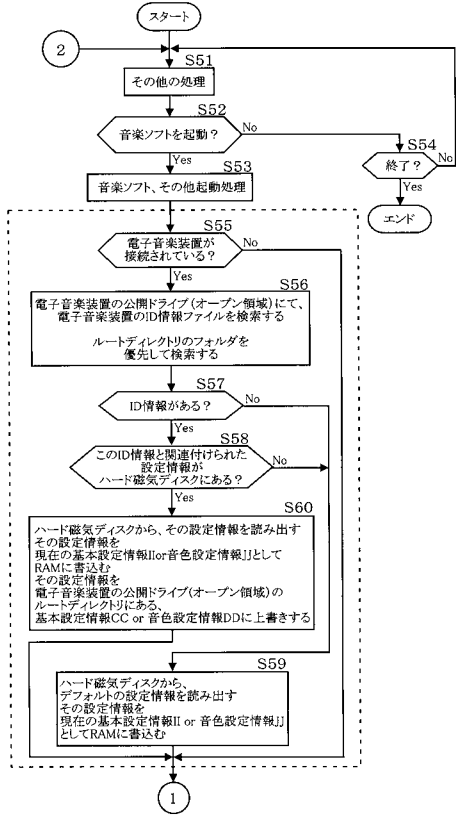 スタート
2
S51
その他の処理
S52
音楽ソフトを起動？
No
Yes
S54
終了？
No
Yes
エンド
S53
音楽ソフト、その他起動処理
S55
電子音楽装置が
接続されている？
No
Yes
S56
電子音楽装置の公開ドライブ(オープン領域)にて、
電子音楽装置のID情報ファイルを検索する
ルートディレクトリのフォルダを
優先して検索する
S57
ID情報がある？
No
Yes
S58
このID情報と関連付けられた
設定情報が
ハード磁気ディスクにある？
No
Yes
S60
ハード磁気ディスクから、その設定情報を読み出す
その設定情報を
現在の基本設定情報IIor音色設定情報JJとして
RAMに書込む
その設定情報を
電子音楽装置の公開ドライブ(オープン領域)の
ルートディレクトリにある、
基本設定情報CC or 音色設定情報DDに上書きする
S59
ハード磁気ディスクから、
デフォルトの設定情報を読み出す
その設定情報を
現在の基本設定情報II or 音色設定情報JJ
としてRAMに書込む
1